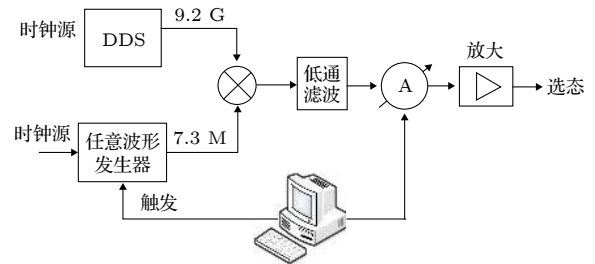 时钟源
DDS
9.2 G
低通
滤波
A
放大
选态
时钟源
任意波形
发生器
7.3 M
触发